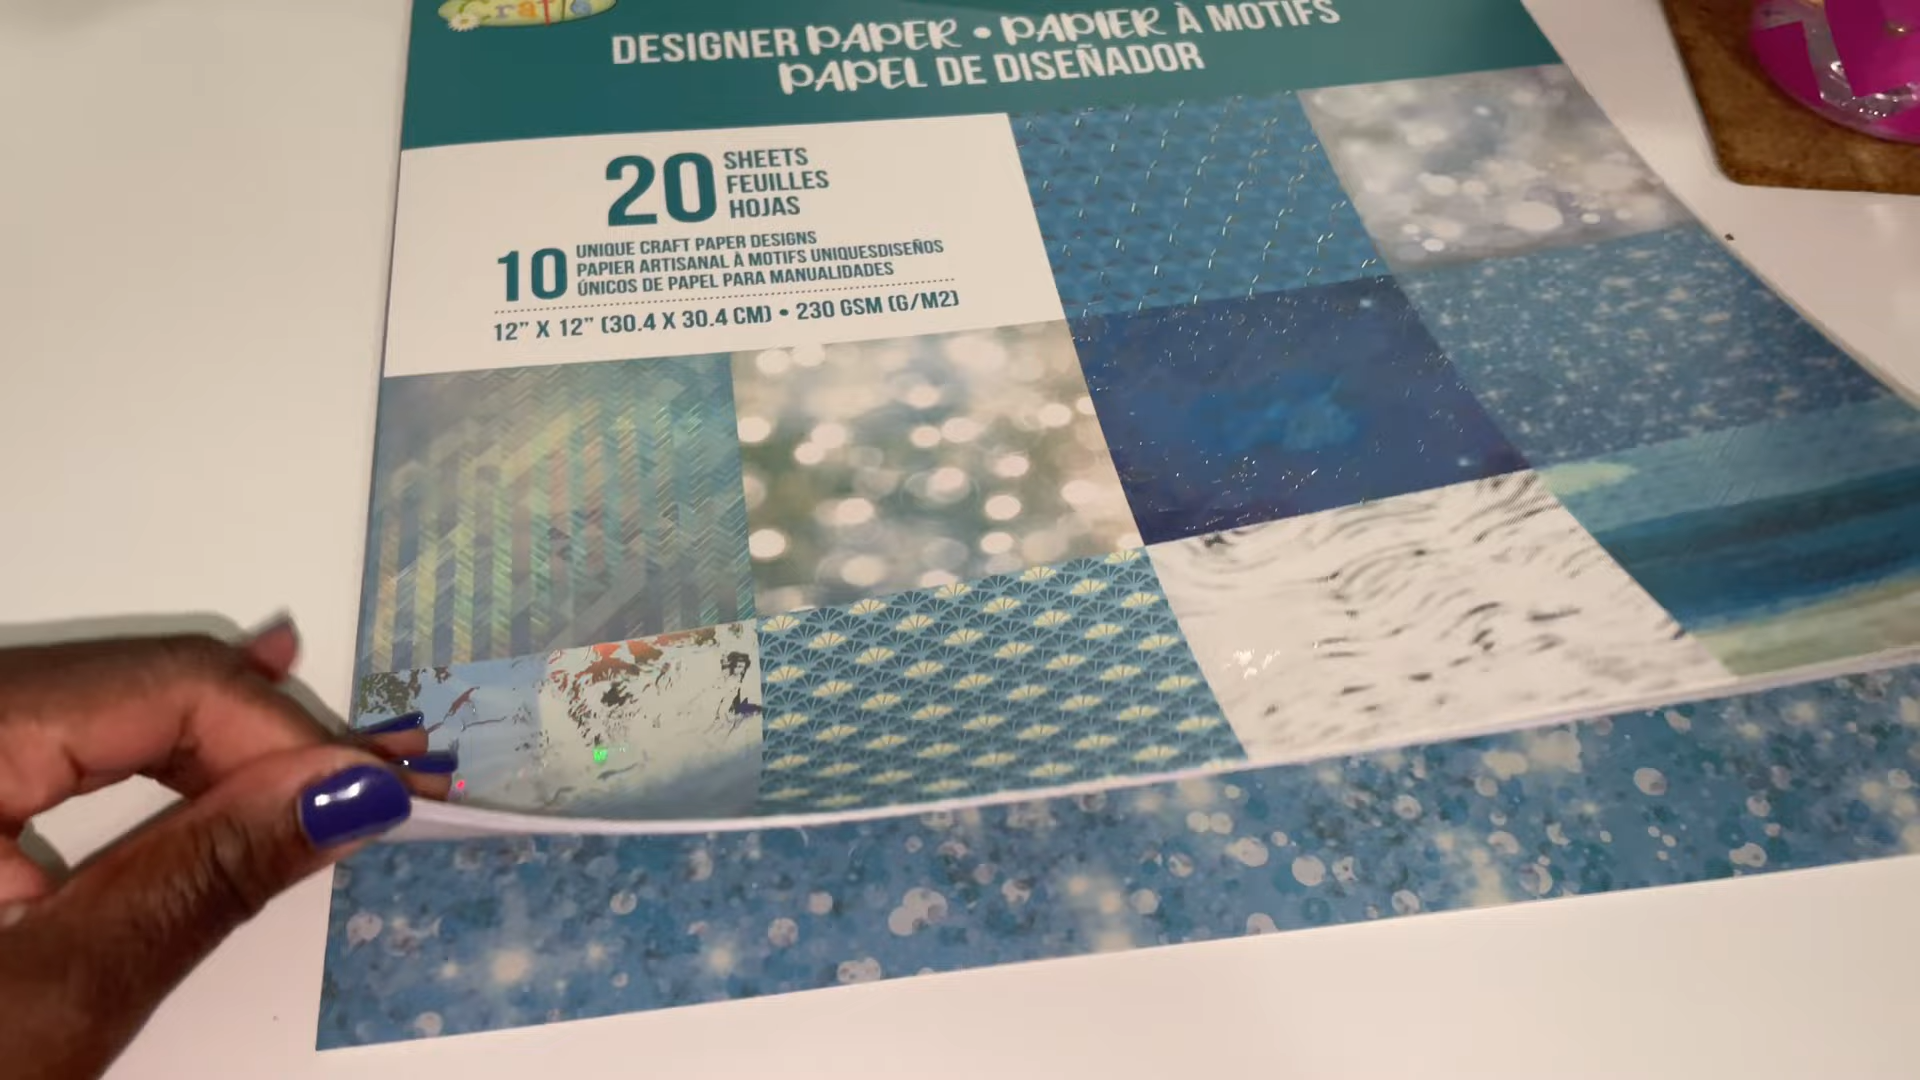 Crafts
DESIGNER PAPER • PAPIER À MOTIFS
PAPEL DE DISEÑADOR
20 SHEETS
FEUILLES
HOJAS
10 UNIQUE CRAFT PAPER DESIGNS
PAPIER ARTISANAL À MOTIFS UNIQUESDISEÑOS
ÚNICOS DE PAPEL PARA MANUALIDADES
12” X 12” (30.4 X 30.4 CM) • 230 GSM (G/M2)